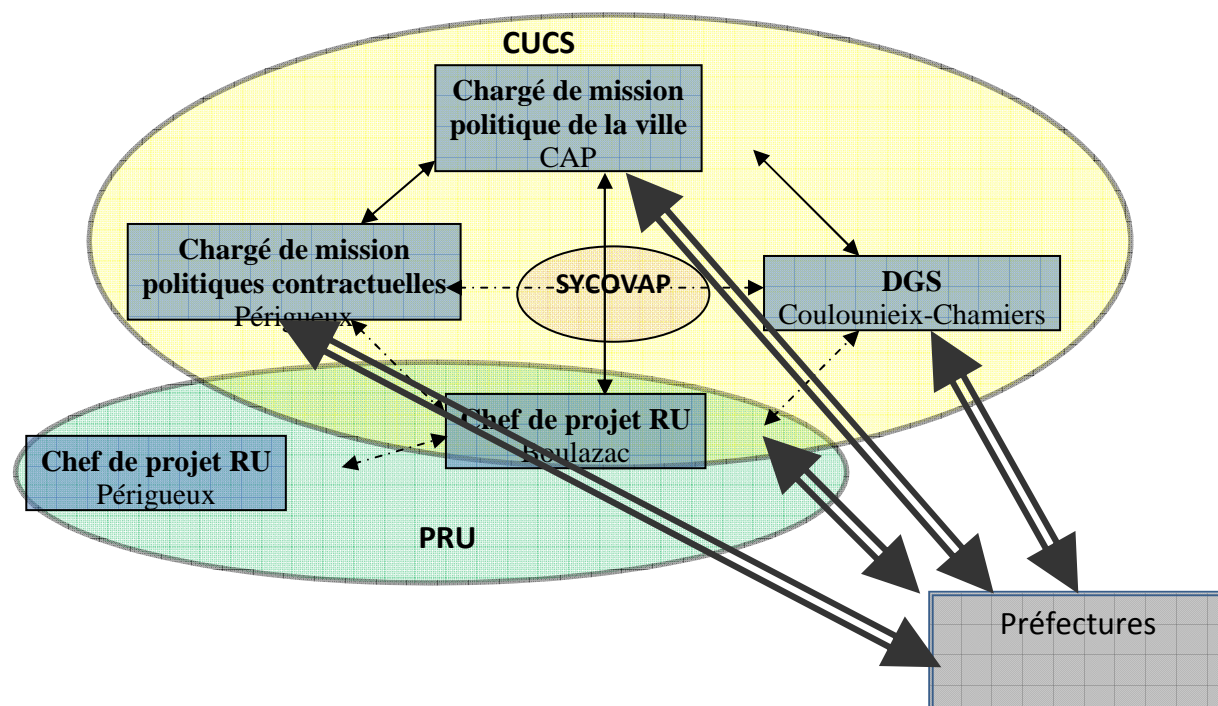 CUCS
Chargé de mission
politique de la ville
CAP
Chargé de mission
politiques contractuelles
Périgueux
SYCOVAP
DGS
Coulounieix-Chamiers
Chef de projet RU
Boulazac
Chef de projet RU
Périgueux
PRU
Préfectures